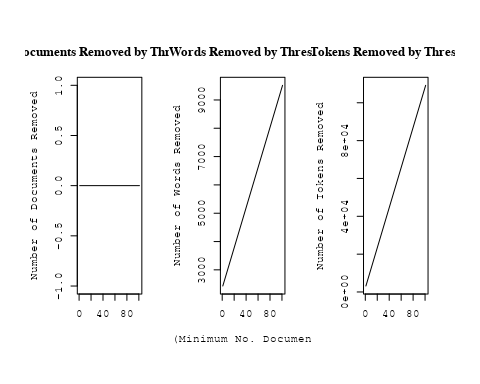 ocuments Removed by Thr
Words Removed by Thres
Tokens Removed by Thres
Number of Documents Removed
1.0
0.5
0.0
−0.5
−1.0
0 40 80
Number of Words Removed
9000
7000
5000
3000
0 40 80
Number of Tokens Removed
8e+04
4e+04
0e+00
0 40 80
(Minimum No. Documen